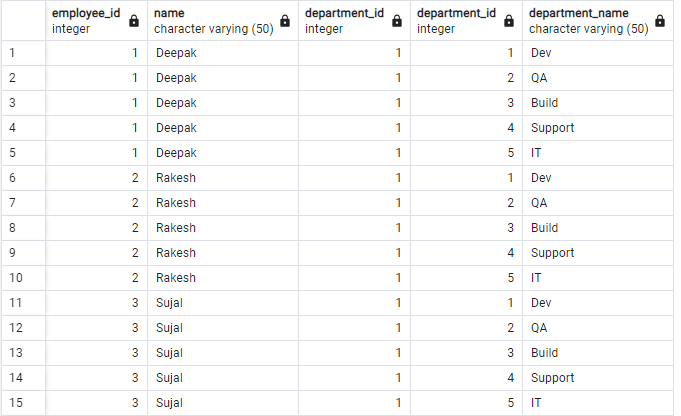 employee_id name department_id department_id department_name
integer character varying (50) integer integer character varying (50)
1 1 Deepak 1 1 Dev
2 1 Deepak 1 2 QA
3 1 Deepak 1 3 Build
4 1 Deepak 1 4 Support
5 1 Deepak 1 5 IT
6 2 Rakesh 1 1 Dev
7 2 Rakesh 1 2 QA
8 2 Rakesh 1 3 Build
9 2 Rakesh 1 4 Support
10 2 Rakesh 1 5 IT
11 3 Sujal 1 1 Dev
12 3 Sujal 1 2 QA
13 3 Sujal 1 3 Build
14 3 Sujal 1 4 Support
15 3 Sujal 1 5 IT